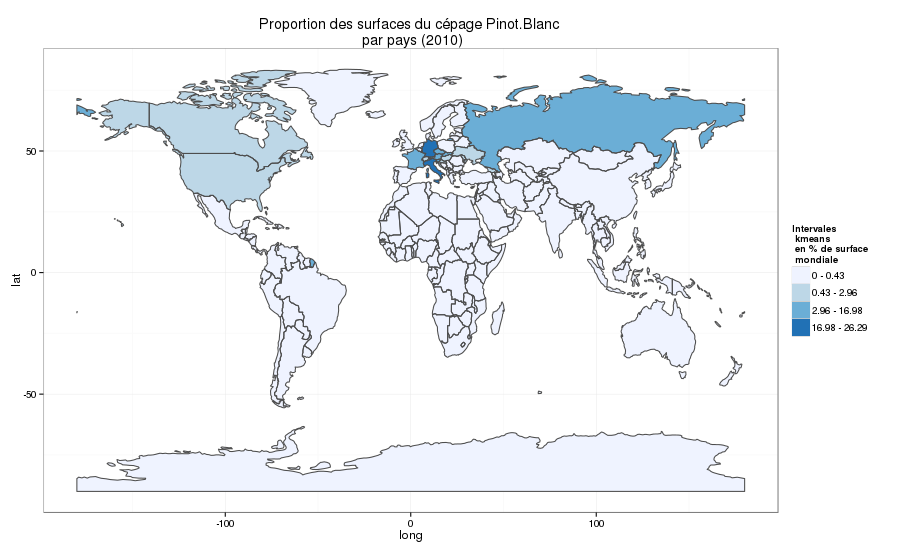 Proportion des surfaces du cépage Pinot.Blanc
par pays (2010)
50
0
-50
lat
-100
0
100
long
Intervales
kmeans
en % de surface
mondiale
0 - 0.43
0.43 - 2.96
2.96 - 16.98
16.98 - 26.29